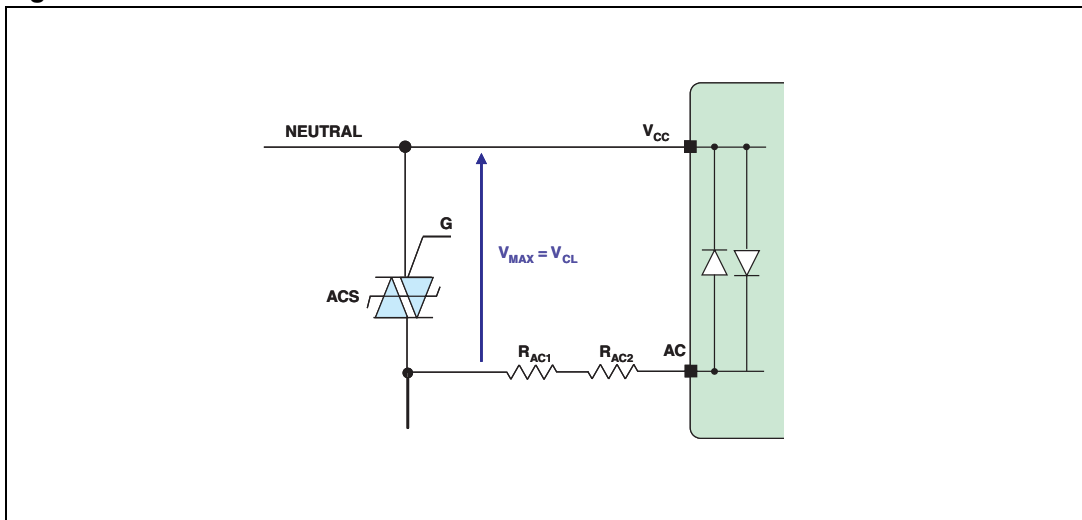 NEUTRAL
VCC
G
VMAX = VCL
ACS
RAC1
RAC2
AC